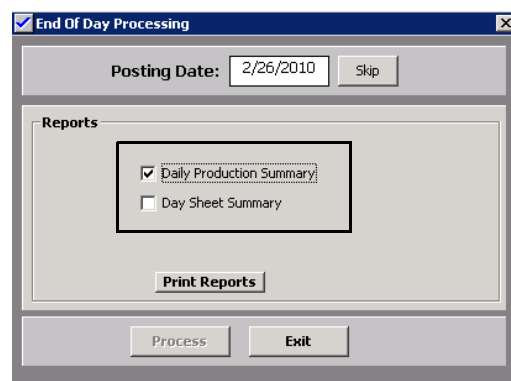 End Of Day Processing
Posting Date: 2/26/2010 Skip
Reports
Daily Production Summary
Day Sheet Summary
Print Reports
Process Exit